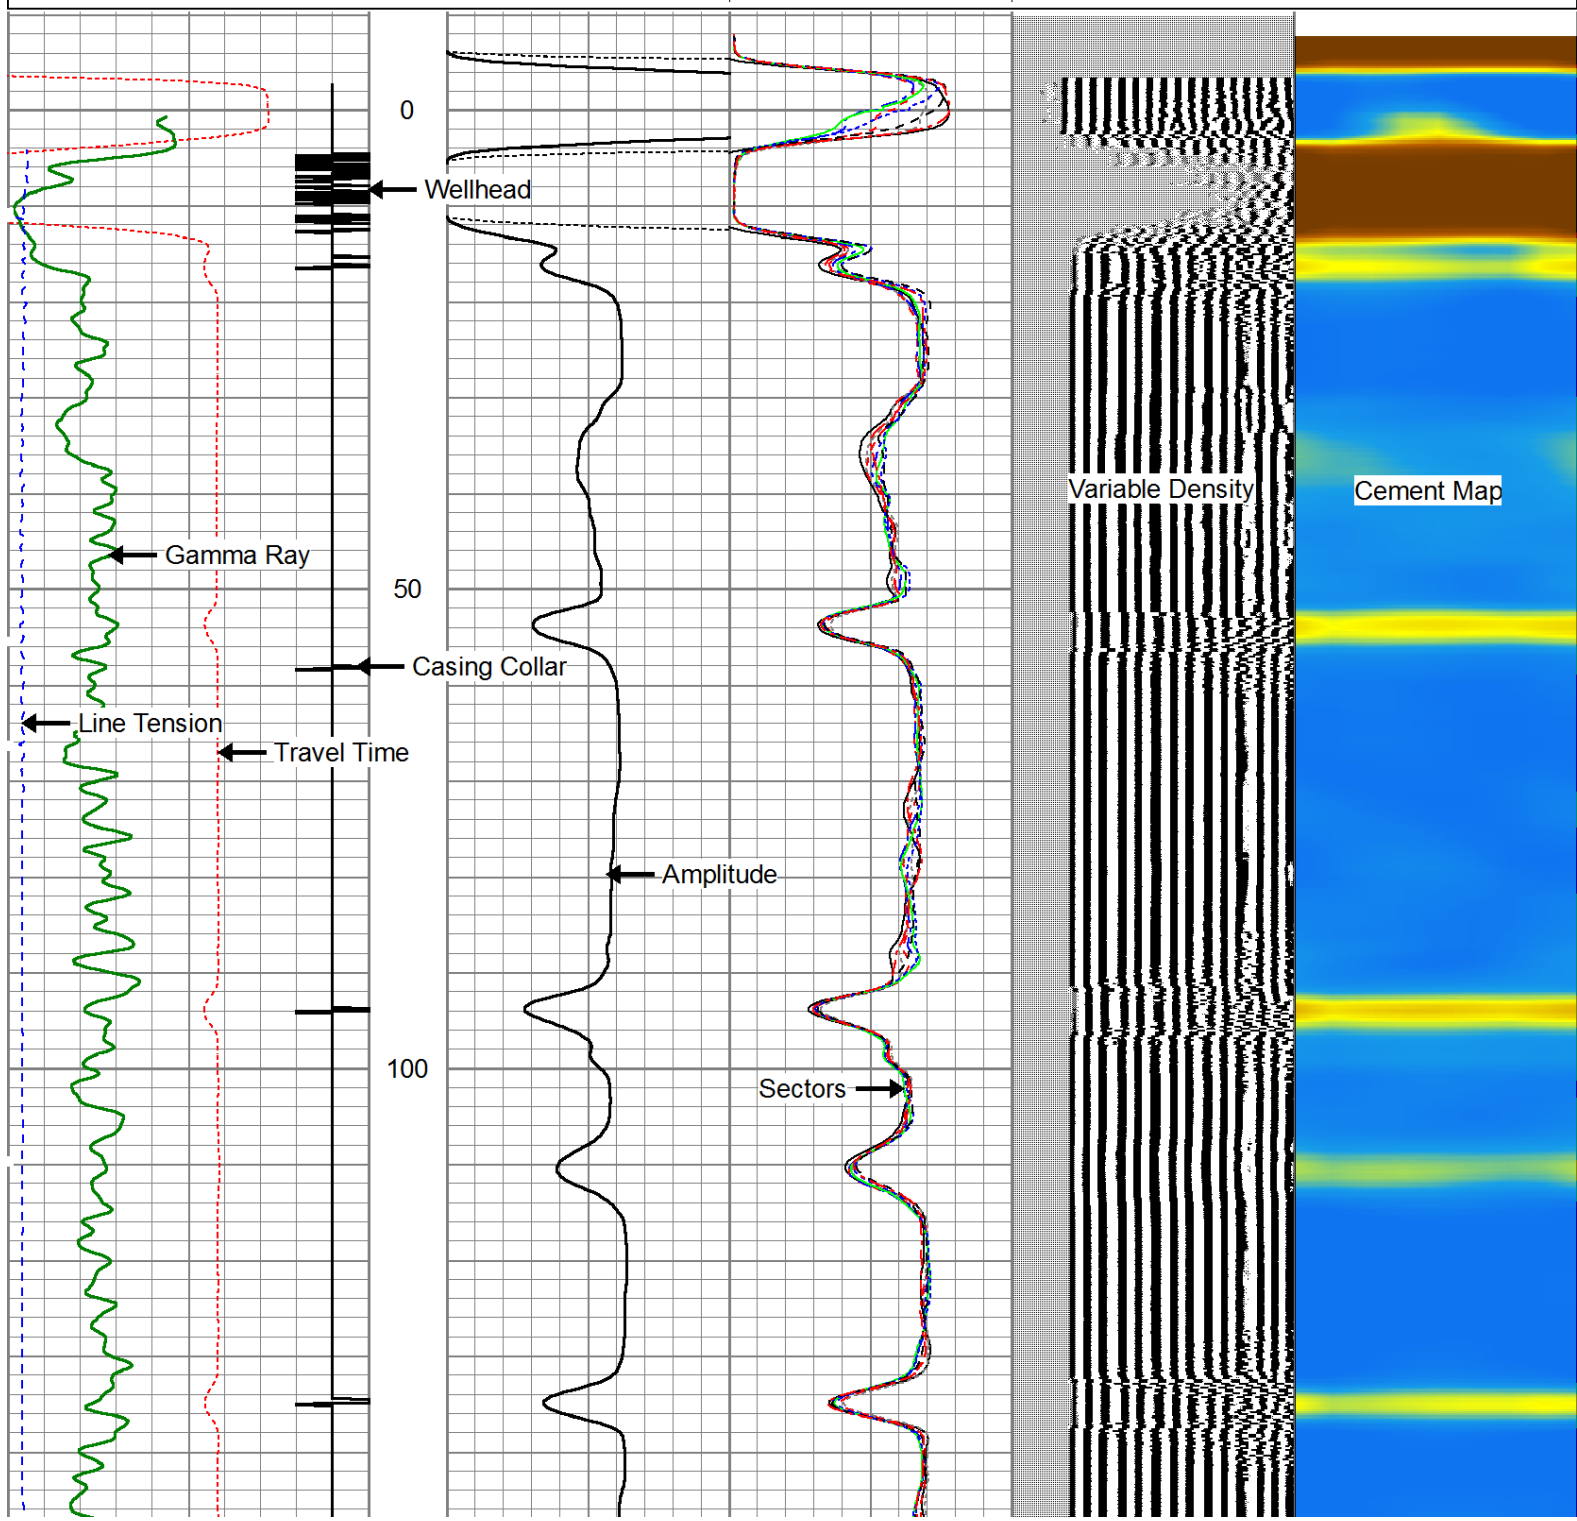 0
Wellhead
Variable Density
Cement Map
Gamma Ray
50
Casing Collar
Line Tension
Travel Time
Amplitude
100
Sectors